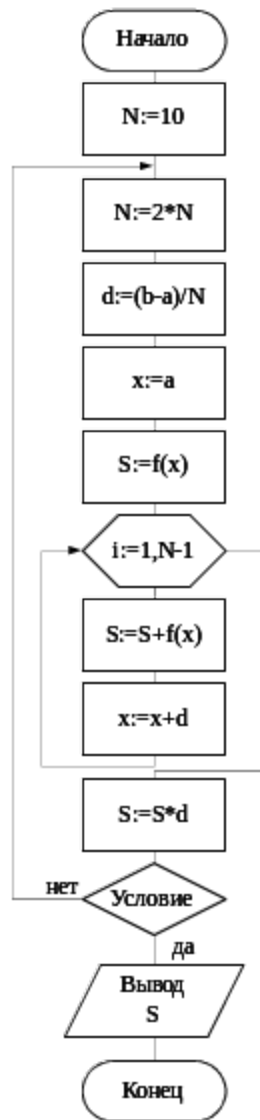 Начало
N:=10
N:=2*N
d:=(b-a)/N
x:=a
S:=f(x)
i:=1,N-1
S:=S+f(x)
x:=x+d
S:=S*d
нет
Условие
да
Вывод
S
Конец